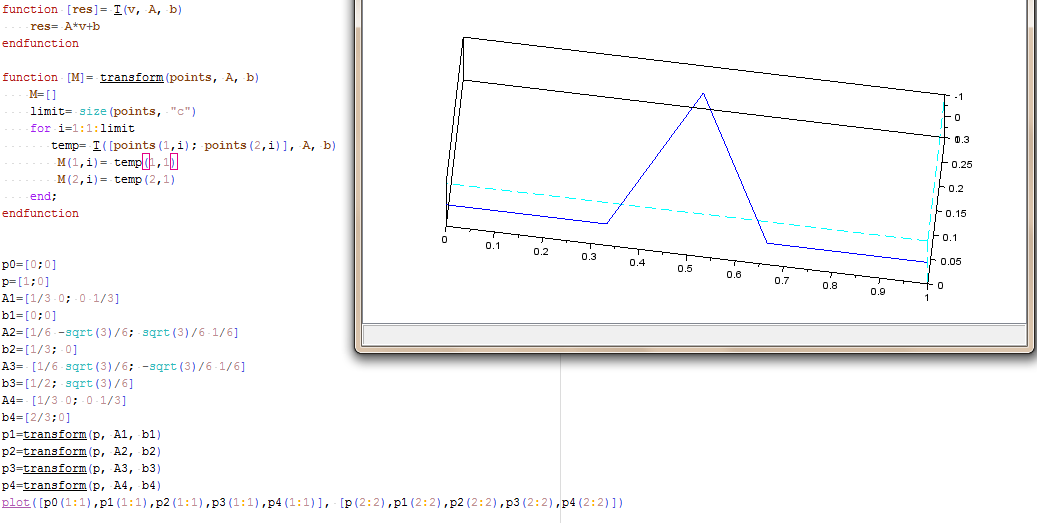 function [res]= T(v, A, b)
res= A*v+b
endfunction
function [M]= transform(points, A, b)
M=[]
limit= size(points, "c")
for i=1:1:limit
temp= T([points(1,i); points(2,i)], A, b)
M(1,i)= temp(1,1)
M(2,i)= temp(2,1)
end;
endfunction
p0=[0;0]
p=[1;0]
A1=[1/3 0; 0 1/3]
b1=[0;0]
A2=[1/6 -sqrt(3)/6; sqrt(3)/6 1/6]
b2=[1/3; 0]
A3= [1/6 sqrt(3)/6; -sqrt(3)/6 1/6]
b3=[1/2; sqrt(3)/6]
A4= [1/3 0; 0 1/3]
b4=[2/3;0]
p1=transform(p, A1, b1)
p2=transform(p, A2, b2)
p3=transform(p, A3, b3)
p4=transform(p, A4, b4)
plot([p0(1:1),p1(1:1),p2(1:1),p3(1:1),p4(1:1)], [p(2:2),p1(2:2),p2(2:2),p3(2:2),p4(2:2)])
-1
0
0.3
0.25
0.2
0.15
0.1
0.05
0
0
0.1
0.2
0.3
0.4
0.5
0.6
0.7
0.8
0.9
1